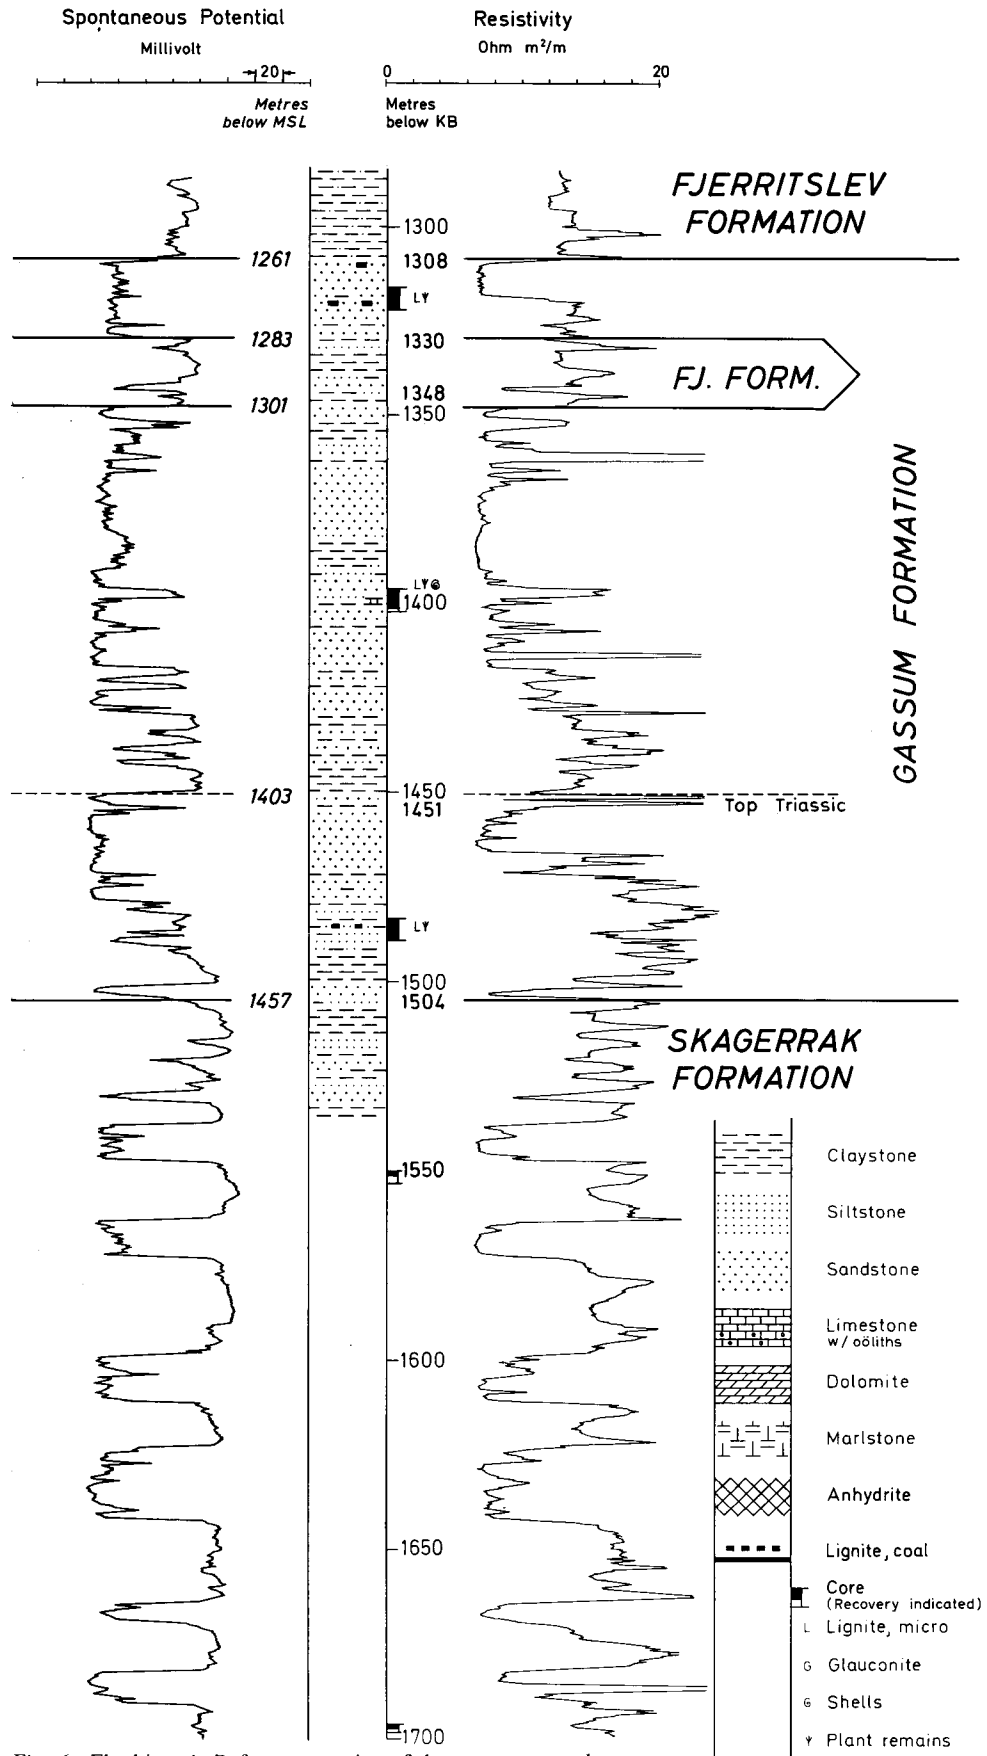 Spontaneous Potential
Millivolt
20
Metres
below MSL
Resistivity
Ohm m²/m
0
20
Metres
below KB
FJERRITSLEV
FORMATION
1300
1261
1308
L
1283
1330
FJ. FORM.
1348
1301
1350
GASSUM FORMATION
L
1400
1450
1403
1451
Top Triassic
L
1500
1457
1504
SKAGERRAK
FORMATION
1550
1600
1650
1700
Claystone
Siltstone
Sandstone
Limestone
w/ oöliths
Dolomite
Marlstone
Anhydrite
Lignite, coal
Core
(Recovery indicated)
L Lignite, micro
G Glauconite
Shells
Plant remains